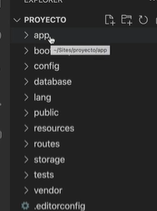 EXPLORER
PROYECTO
app
boo
~/Sites/proyecto/app
config
database
lang
public
resources
routes
storage
tests
vendor
.editorconfig